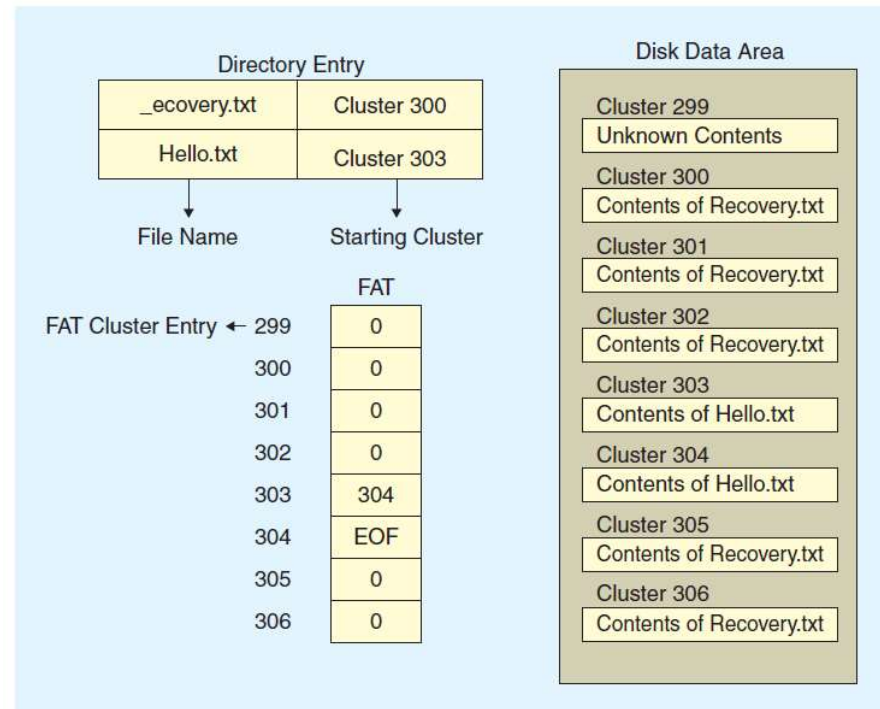 Directory Entry
_ecovery.txt Cluster 300
Hello.txt Cluster 303
File Name Starting Cluster
FAT
FAT Cluster Entry ← 299 0
300 0
301 0
302 0
303 304
304 EOF
305 0
306 0
Disk Data Area
Cluster 299
Unknown Contents
Cluster 300
Contents of Recovery.txt
Cluster 301
Contents of Recovery.txt
Cluster 302
Contents of Recovery.txt
Cluster 303
Contents of Hello.txt
Cluster 304
Contents of Hello.txt
Cluster 305
Contents of Recovery.txt
Cluster 306
Contents of Recovery.txt